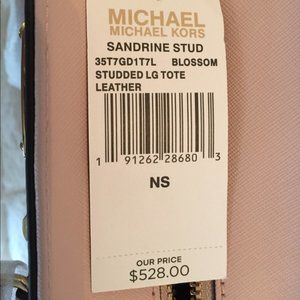 MICHAEL
MICHAEL KORS
SANDRINE STUD
35T7GD1T7L BLOSSOM
STUDDED LG TOTE
LEATHER
1 91262 28680 3
NS
OUR PRICE
$528.00